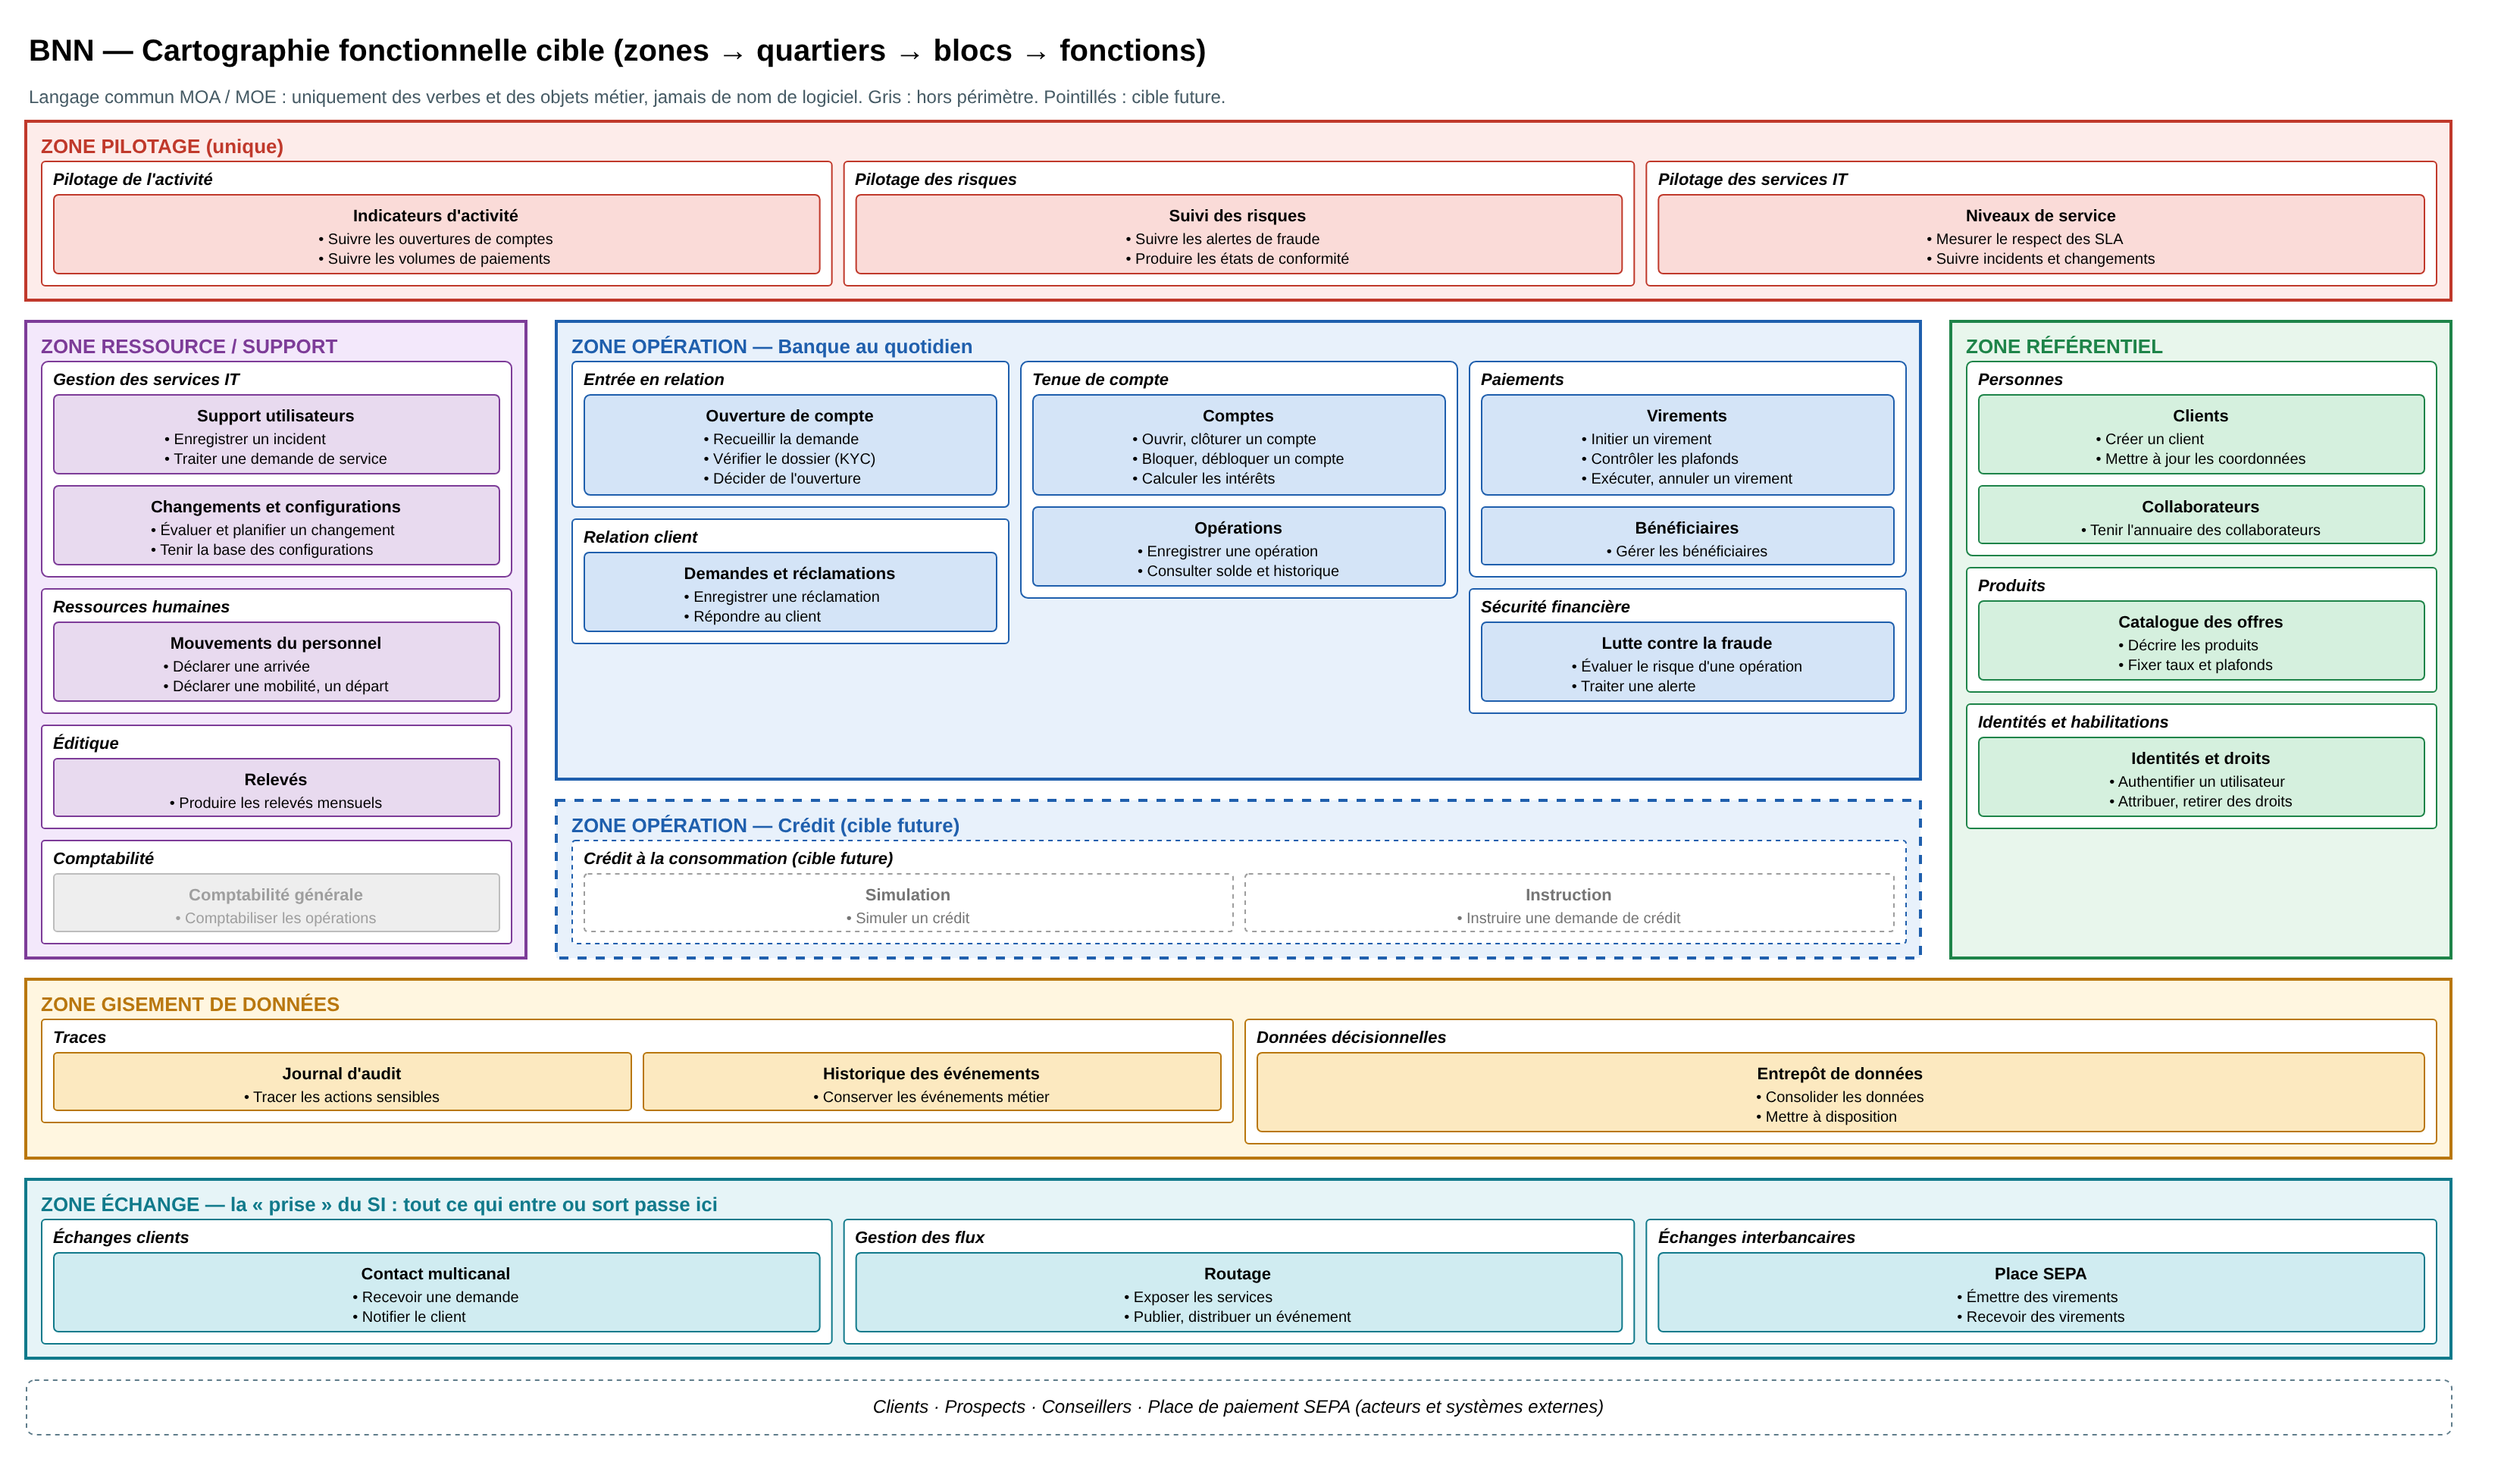 BNN — Cartographie fonctionnelle cible (zones → quartiers → blocs → fonctions)
Langage commun MOA / MOE : uniquement des verbes et des objets métier, jamais de nom de logiciel. Gris : hors périmètre. Pointillés : cible future.
ZONE PILOTAGE (unique)
Pilotage de l'activité
Indicateurs d'activité
• Suivre les ouvertures de comptes
• Suivre les volumes de paiements
Pilotage des risques
Suivi des risques
• Suivre les alertes de fraude
• Produire les états de conformité
Pilotage des services IT
Niveaux de service
• Mesurer le respect des SLA
• Suivre incidents et changements
ZONE RESSOURCE / SUPPORT
Gestion des services IT
Support utilisateurs
• Enregistrer un incident
• Traiter une demande de service
Changements et configurations
• Évaluer et planifier un changement
• Tenir la base des configurations
Ressources humaines
Mouvements du personnel
• Déclarer une arrivée
• Déclarer une mobilité, un départ
Éditique
Relevés
• Produire les relevés mensuels
Comptabilité
Comptabilité générale
• Comptabiliser les opérations
ZONE OPÉRATION — Banque au quotidien
Entrée en relation
Ouverture de compte
• Recueillir la demande
• Vérifier le dossier (KYC)
• Décider de l'ouverture
Relation client
Demandes et réclamations
• Enregistrer une réclamation
• Répondre au client
Tenue de compte
Comptes
• Ouvrir, clôturer un compte
• Bloquer, débloquer un compte
• Calculer les intérêts
Opérations
• Enregistrer une opération
• Consulter solde et historique
Paiements
Virements
• Initier un virement
• Contrôler les plafonds
• Exécuter, annuler un virement
Bénéficiaires
• Gérer les bénéficiaires
Sécurité financière
Lutte contre la fraude
• Évaluer le risque d'une opération
• Traiter une alerte
ZONE OPÉRATION — Crédit (cible future)
Crédit à la consommation (cible future)
Simulation
• Simuler un crédit
Instruction
• Instruire une demande de crédit
ZONE RÉFÉRENTIEL
Personnes
Clients
• Créer un client
• Mettre à jour les coordonnées
Collaborateurs
• Tenir l'annuaire des collaborateurs
Produits
Catalogue des offres
• Décrire les produits
• Fixer taux et plafonds
Identités et habilitations
Identités et droits
• Authentifier un utilisateur
• Attribuer, retirer des droits
ZONE GISEMENT DE DONNÉES
Traces
Journal d'audit
• Tracer les actions sensibles
Historique des événements
• Conserver les événements métier
Données décisionnelles
Entrepôt de données
• Consolider les données
• Mettre à disposition
ZONE ÉCHANGE — la « prise » du SI : tout ce qui entre ou sort passe ici
Échanges clients
Contact multicanal
• Recevoir une demande
• Notifier le client
Gestion des flux
Routage
• Exposer les services
• Publier, distribuer un événement
Échanges interbancaires
Place SEPA
• Émettre des virements
• Recevoir des virements
Clients · Prospects · Conseillers · Place de paiement SEPA (acteurs et systèmes externes)